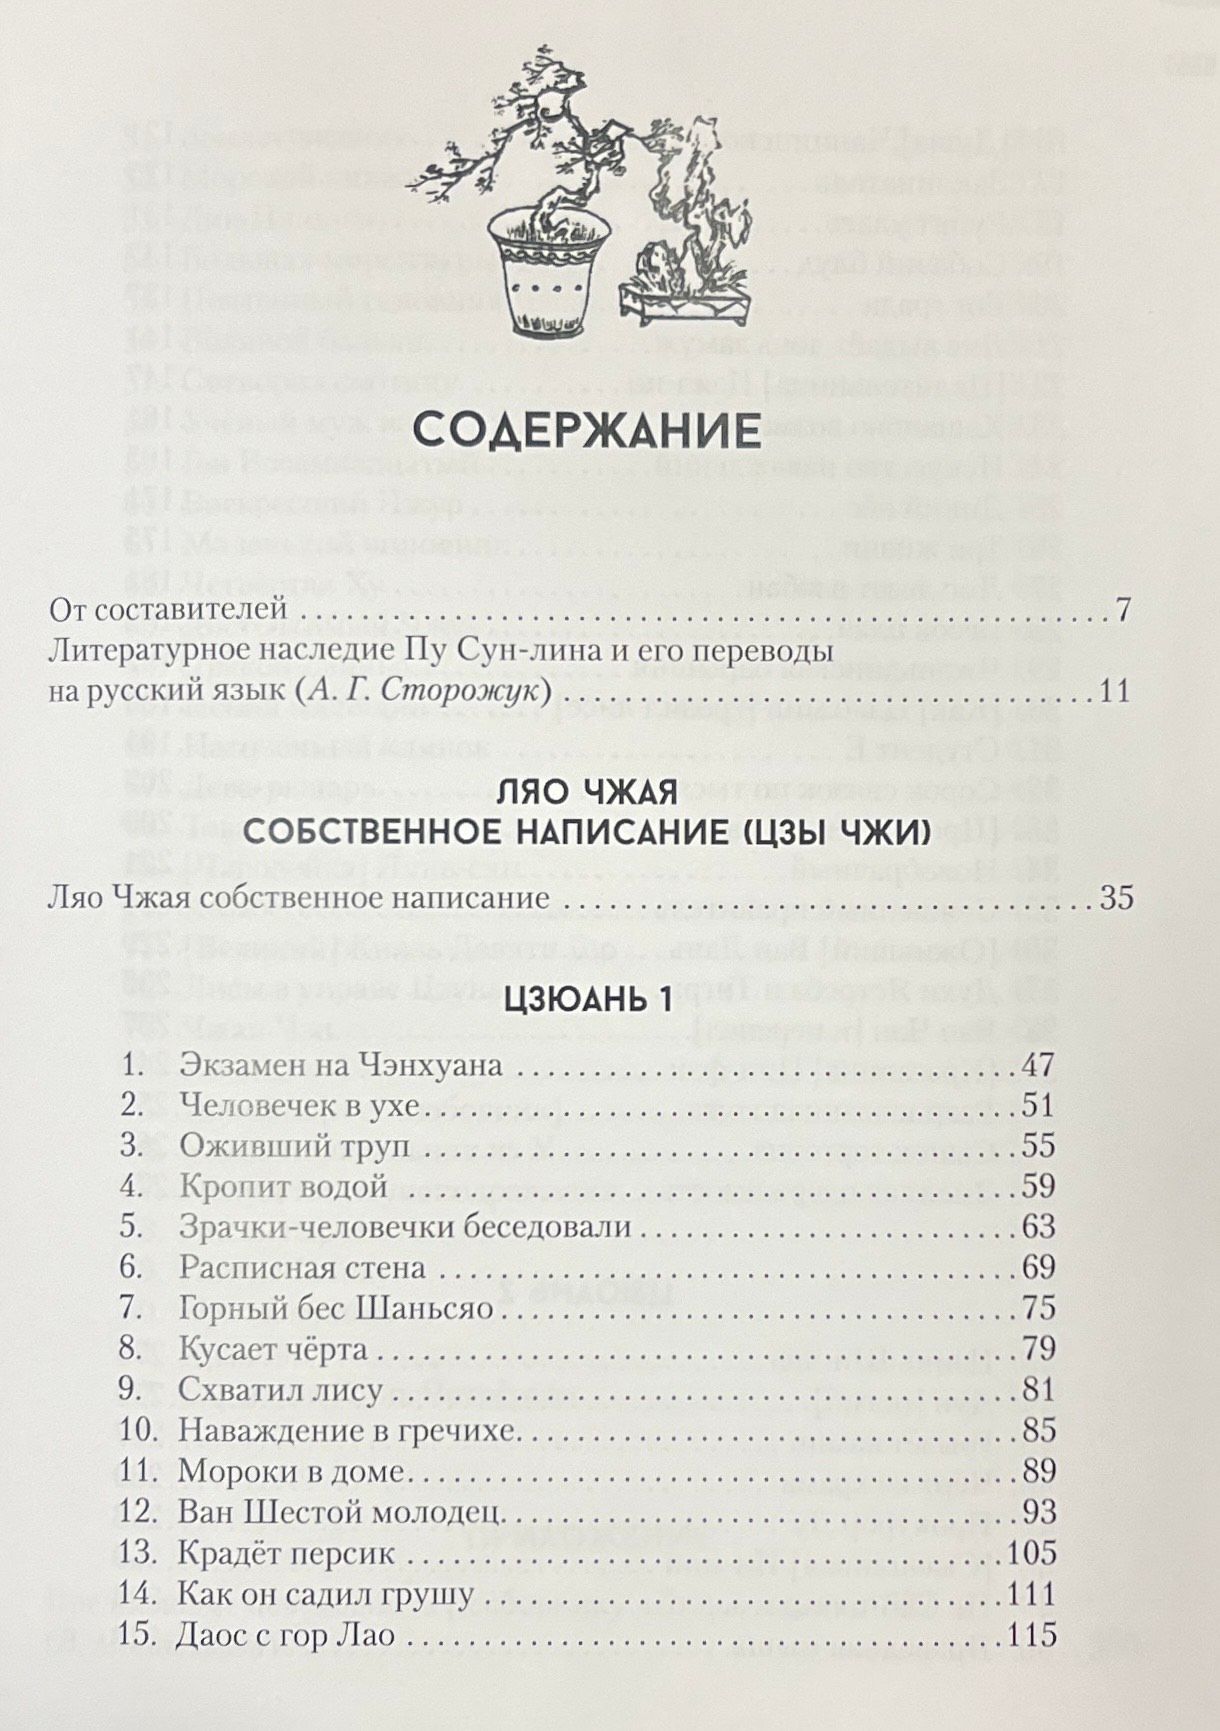 СОДЕРЖАНИЕ
От составителей . . . . . . . . . . . . . . . . . . . . . . . . . . . . . . . . . . . . 7
Литературное наследие Пу Сун-лина и его переводы
на русский язык (А. Г. Сторожук) . . . . . . . . . . . . . . . . . . . . . . . . . 11
ЛЯО ЧЖАЯ
СОБСТВЕННОЕ НАПИСАНИЕ (ЦЗЫ ЧЖИ)
Ляо Чжая собственное написание . . . . . . . . . . . . . . . . . . . . . . . . . 35
ЦЗЮАНЬ 1
1. Экзамен на Чэнхуана . . . . . . . . . . . . . . . . . . . . . . . . 47
2. Человечек в ухе . . . . . . . . . . . . . . . . . . . . . . . . . . . . 51
3. Оживший труп . . . . . . . . . . . . . . . . . . . . . . . . . . . . 55
4. Кропит водой . . . . . . . . . . . . . . . . . . . . . . . . . . . . . 59
5. Зрачки-человечки беседовали . . . . . . . . . . . . . . . . . . 63
6. Расписная стена . . . . . . . . . . . . . . . . . . . . . . . . . . . 69
7. Горный бес Шаньсяо . . . . . . . . . . . . . . . . . . . . . . . . 75
8. Кусает чёрта . . . . . . . . . . . . . . . . . . . . . . . . . . . . . . 79
9. Схватил лису . . . . . . . . . . . . . . . . . . . . . . . . . . . . . 81
10. Наваждение в гречихе . . . . . . . . . . . . . . . . . . . . . . . 85
11. Мороки в доме . . . . . . . . . . . . . . . . . . . . . . . . . . . . 89
12. Ван Шестой молодец . . . . . . . . . . . . . . . . . . . . . . . . 93
13. Крадёт персик . . . . . . . . . . . . . . . . . . . . . . . . . . . . 105
14. Как он садил грушу . . . . . . . . . . . . . . . . . . . . . . . . 111
15. Даос с гор Лао . . . . . . . . . . . . . . . . . . . . . . . . . . . . 115